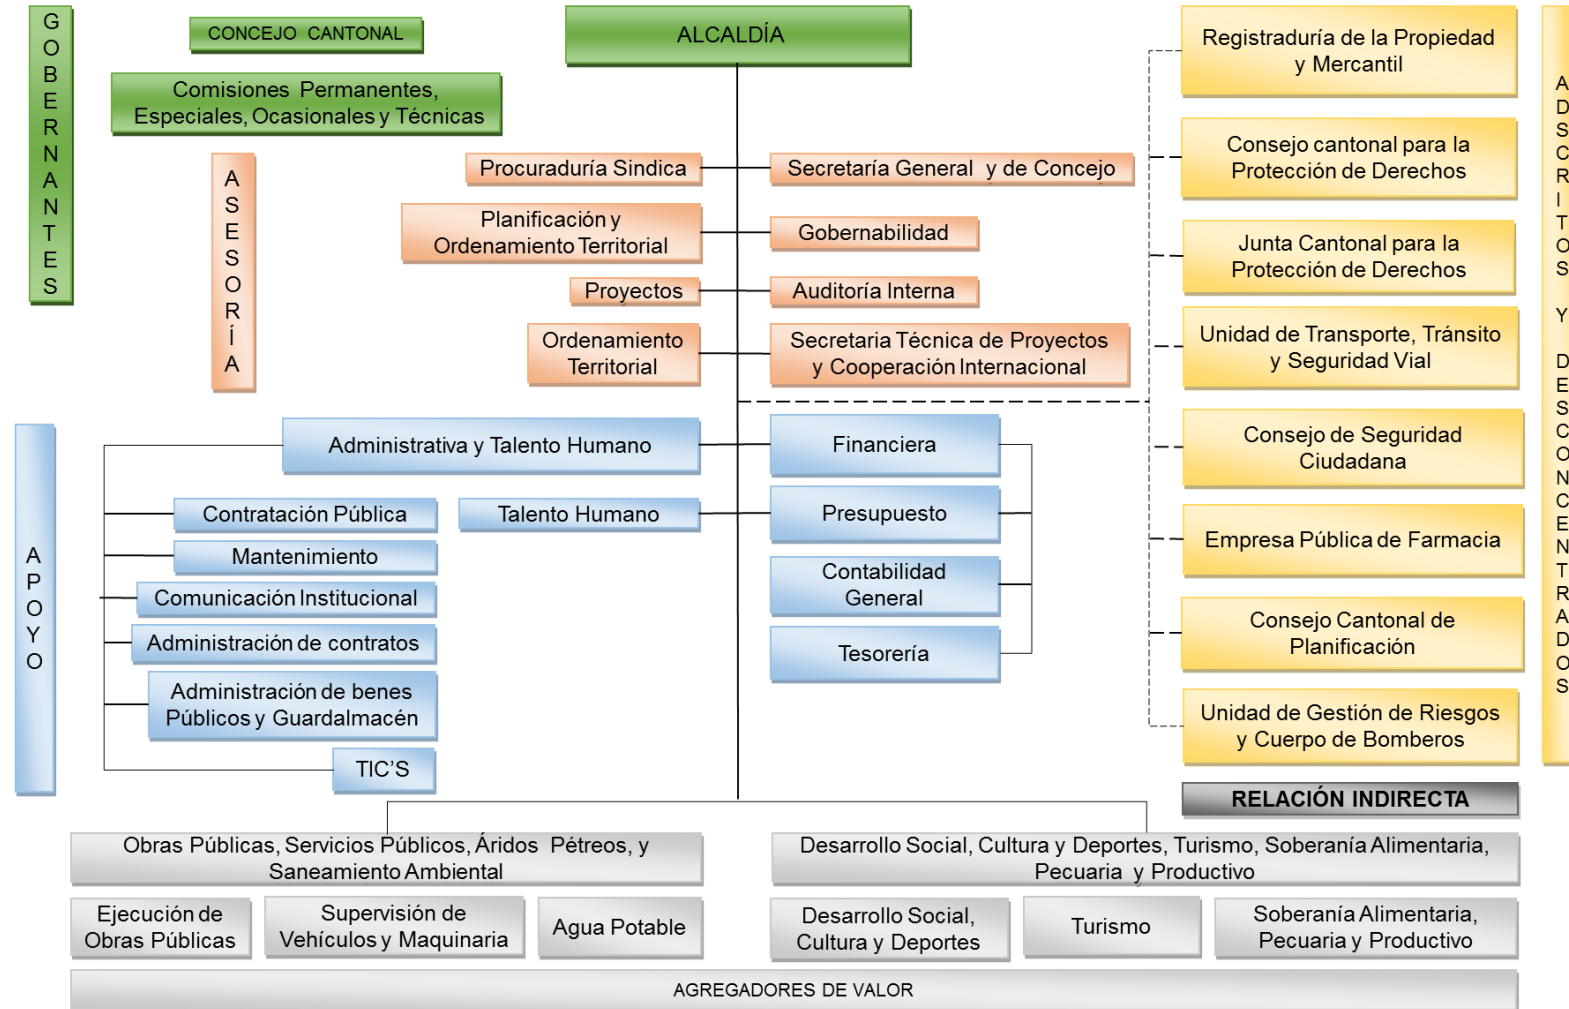 GOBERNANTES
CONCEJO CANTONAL
ALCALDÍA
Comisiones Permanentes,
Especiales, Ocasionales y Técnicas
ASESORÍA
Procuraduría Sindica
Secretaría General y de Concejo
Planificación y
Ordenamiento Territorial
Gobernabilidad
Proyectos
Auditoría Interna
Ordenamiento
Territorial
Secretaria Técnica de Proyectos
y Cooperación Internacional
APOYO
Administrativa y Talento Humano
Financiera
Contratación Pública
Talento Humano
Presupuesto
Mantenimiento
Comunicación Institucional
Contabilidad
General
Administración de contratos
Tesorería
Administración de benes
Públicos y Guardalmacén
TIC’S
Registraduría de la Propiedad
y Mercantil
Consejo cantonal para la
Protección de Derechos
Junta Cantonal para la
Protección de Derechos
Unidad de Transporte, Tránsito
y Seguridad Vial
Consejo de Seguridad
Ciudadana
Empresa Pública de Farmacia
Consejo Cantonal de
Planificación
Unidad de Gestión de Riesgos
y Cuerpo de Bomberos
ADSCRITOS Y DESCONCENTRADOS
RELACIÓN INDIRECTA
Obras Públicas, Servicios Públicos, Áridos Pétreos, y
Saneamiento Ambiental
Desarrollo Social, Cultura y Deportes, Turismo, Soberanía Alimentaria,
Pecuaria y Productivo
Ejecución de
Obras Públicas
Supervisión de
Vehículos y Maquinaria
Agua Potable
Desarrollo Social,
Cultura y Deportes
Turismo
Soberanía Alimentaria,
Pecuaria y Productivo
AGREGADORES DE VALOR